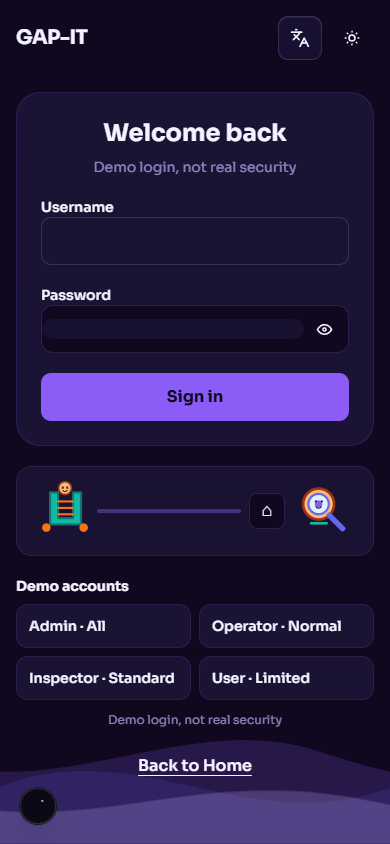 GAP-IT
Welcome back
Demo login, not real security
Username
Password
Sign in
Demo accounts
Admin · All
Operator · Normal
Inspector · Standard
User · Limited
Demo login, not real security
Back to Home